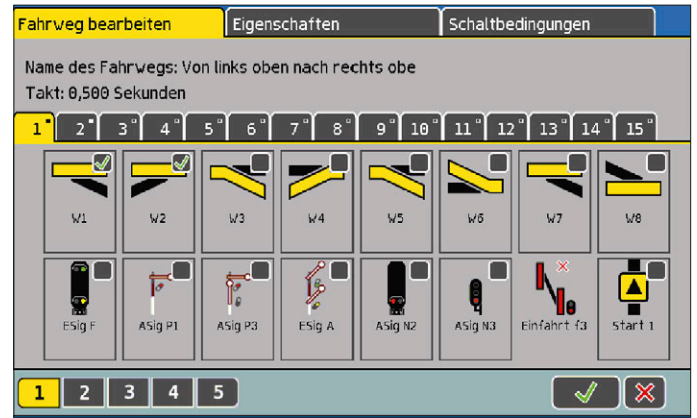 Fahrweg bearbeiten Eigenschaften Schaltbedingungen
Name des Fahrwegs: Von links oben nach rechts obe
Takt: 0,500 Sekunden
1 2 3 4 5 6 7 8 9 10 11 12 13 14 15
W1 W2 W3 W4 W5 W6 W7 W8
ESig F ASig P1 ASig P3 ESig A ASig N2 ASig N3 Einfahrt f3 Start 1
1 2 3 4 5